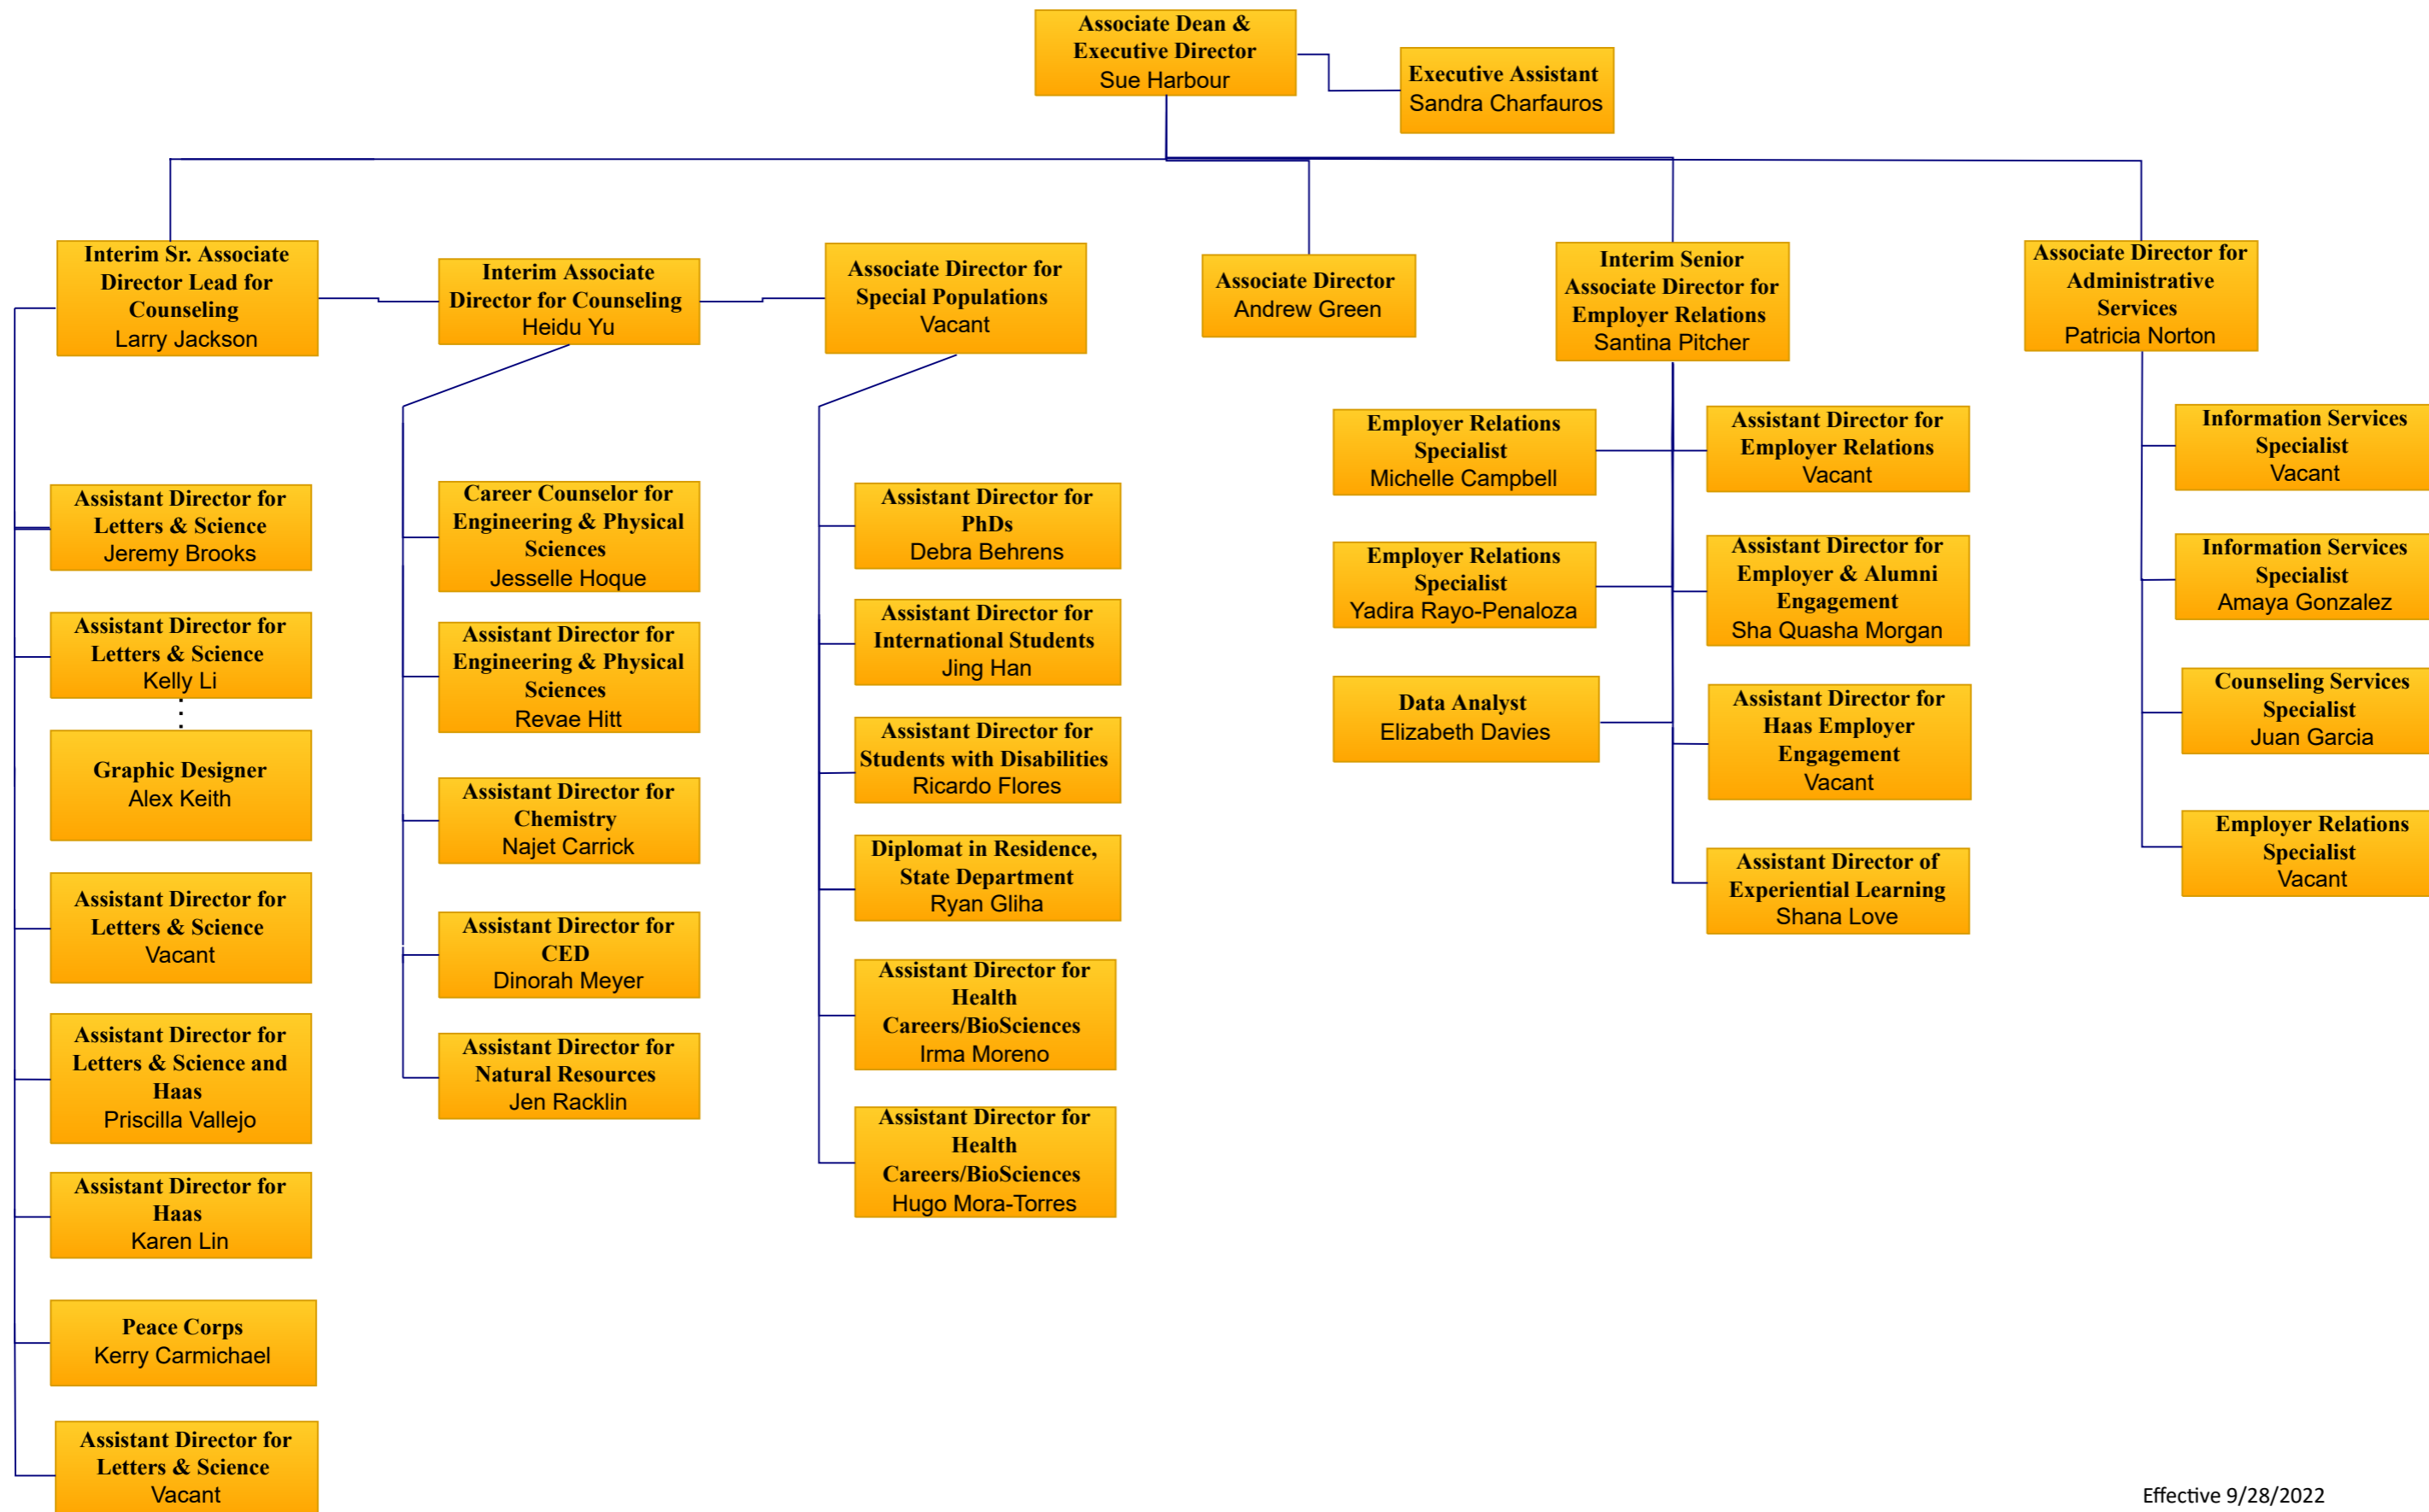 Associate Dean &
Executive Director
Sue Harbour
Executive Assistant
Sandra Charfauros
Interim Sr. Associate
Director Lead for
Counseling
Larry Jackson
Interim Associate
Director for Counseling
Heidu Yu
Associate Director for
Special Populations
Vacant
Associate Director
Andrew Green
Interim Senior
Associate Director for
Employer Relations
Santina Pitcher
Associate Director for
Administrative
Services
Patricia Norton
Assistant Director for
Letters & Science
Jeremy Brooks
Assistant Director for
Letters & Science
Kelly Li
Graphic Designer
Alex Keith
Assistant Director for
Letters & Science
Vacant
Assistant Director for
Letters & Science and
Haas
Priscilla Vallejo
Assistant Director for
Haas
Karen Lin
Peace Corps
Kerry Carmichael
Assistant Director for
Letters & Science
Vacant
Career Counselor for
Engineering & Physical
Sciences
Jesselle Hoque
Assistant Director for
Engineering & Physical
Sciences
Revae Hitt
Assistant Director for
Chemistry
Najet Carrick
Assistant Director for
CED
Dinorah Meyer
Assistant Director for
Natural Resources
Jen Racklin
Assistant Director for
PhDs
Debra Behrens
Assistant Director for
International Students
Jing Han
Assistant Director for
Students with Disabilities
Ricardo Flores
Diplomat in Residence,
State Department
Ryan Gliha
Assistant Director for
Health
Careers/BioSciences
Irma Moreno
Assistant Director for
Health
Careers/BioSciences
Hugo Mora-Torres
Employer Relations
Specialist
Michelle Campbell
Employer Relations
Specialist
Yadira Rayo-Penaloza
Data Analyst
Elizabeth Davies
Assistant Director for
Employer Relations
Vacant
Assistant Director for
Employer & Alumni
Engagement
Sha Quasha Morgan
Assistant Director for
Haas Employer
Engagement
Vacant
Assistant Director of
Experiential Learning
Shana Love
Information Services
Specialist
Vacant
Information Services
Specialist
Amaya Gonzalez
Counseling Services
Specialist
Juan Garcia
Employer Relations
Specialist
Vacant
Effective 9/28/2022